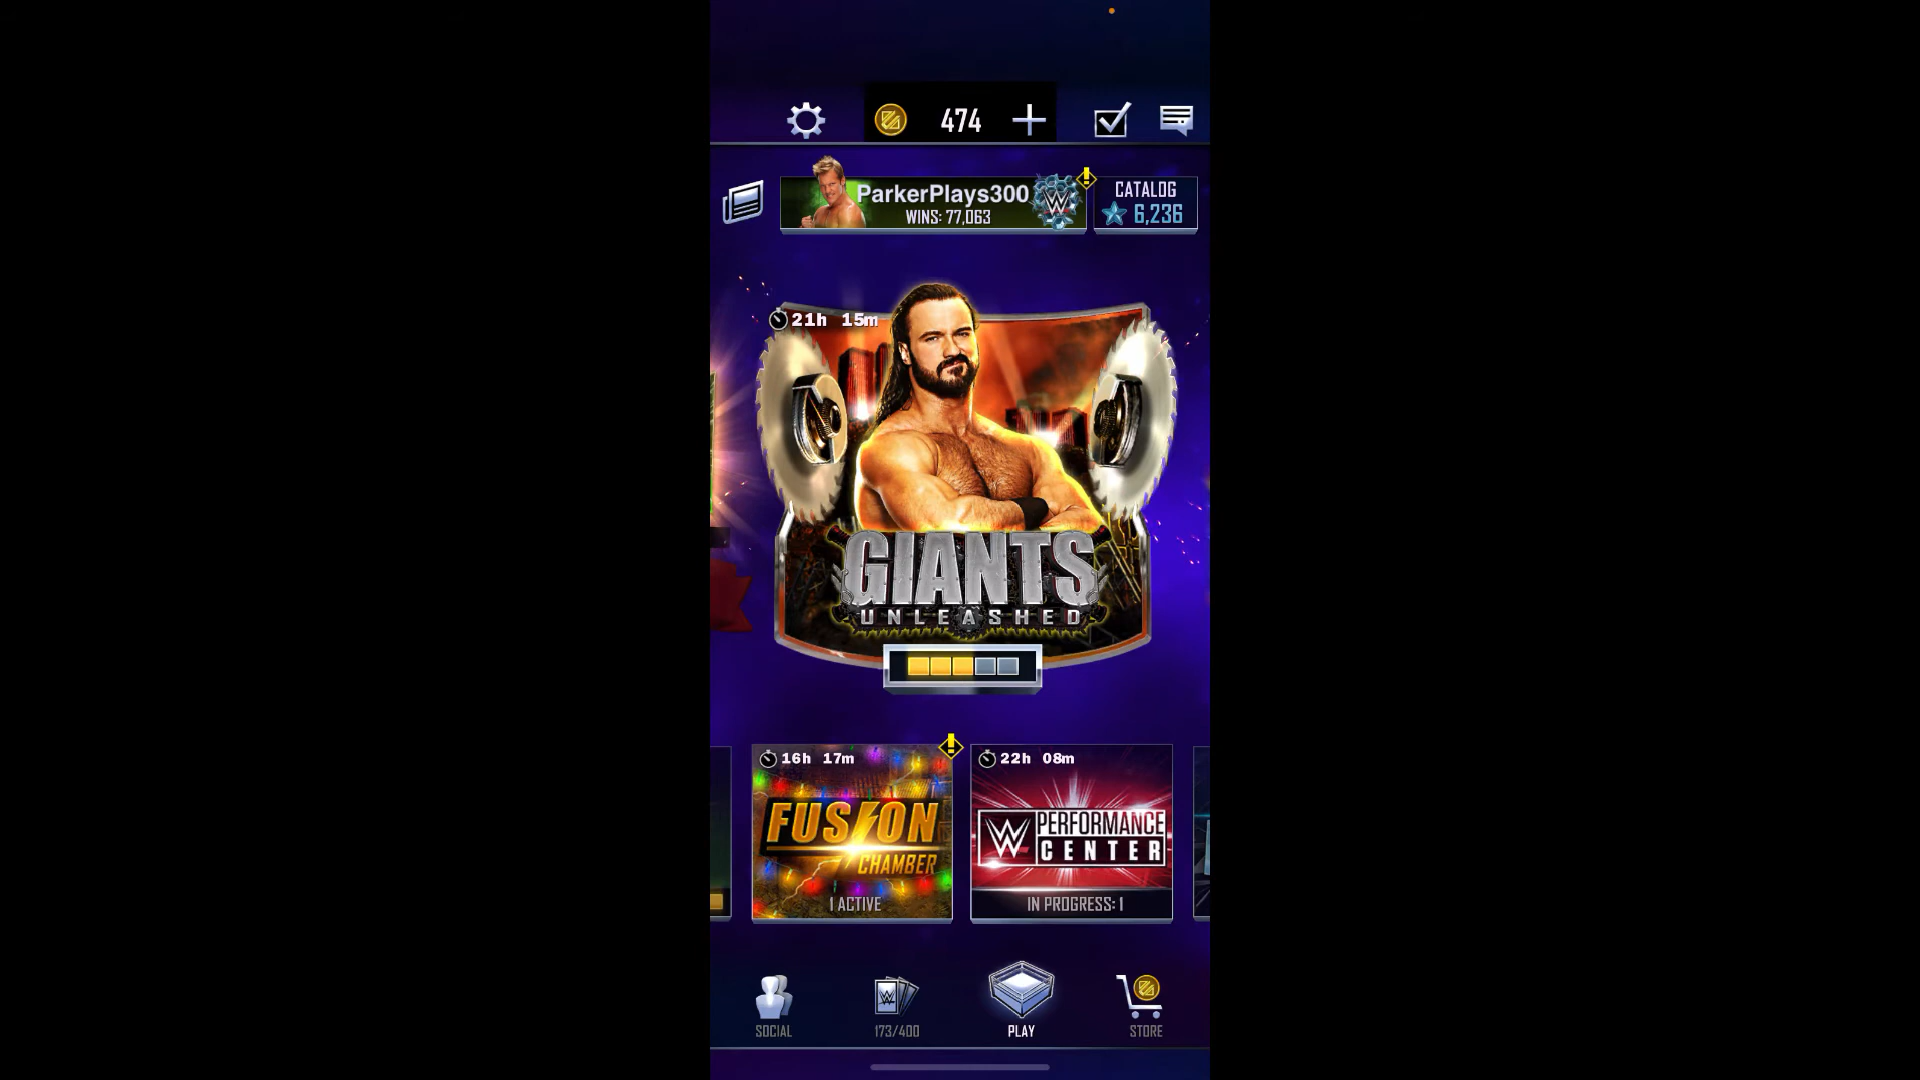 474
ParkerPlays300
WINS: 77,063
CATALOG
6,236
21h 15m
GIANTS
UNLEASHED
16h 17m
FUSION
CHAMBER
1 ACTIVE
22h 08m
W PERFORMANCE
CENTER
IN PROGRESS: 1
SOCIAL
173/400
PLAY
STORE